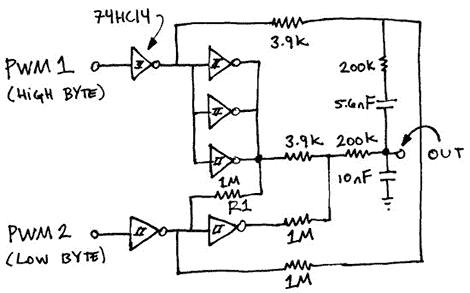 74HC14
PWM 1
(HIGH BYTE)
3.9K
200K
5.6nF
3.9K
200K
OUT
10nF
1M
R1
PWM 2
(LOW BYTE)
1M
1M